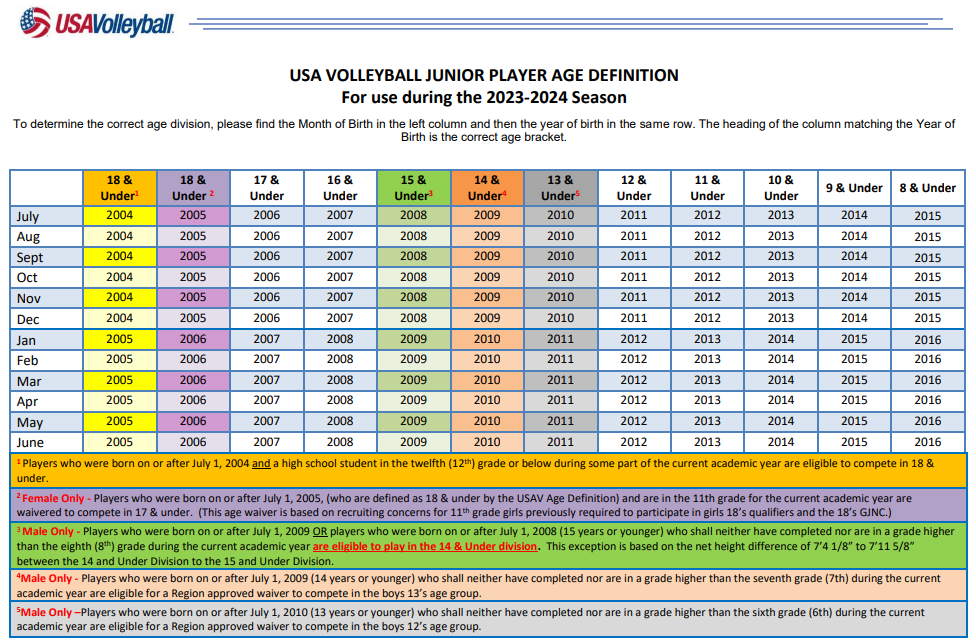 USAVolleyball
USA VOLLEYBALL JUNIOR PLAYER AGE DEFINITION
For use during the 2023-2024 Season
To determine the correct age division, please find the Month of Birth in the left column and then the year of birth in the same row. The heading of the column matching the Year of
Birth is the correct age bracket.
18 & Under1 18 & Under 2 17 & Under 16 & Under 15 & Under3 14 & Under4 13 & Under5 12 & Under 11 & Under 10 & Under 9 & Under 8 & Under
July 2004 2005 2006 2007 2008 2009 2010 2011 2012 2013 2014 2015
Aug 2004 2005 2006 2007 2008 2009 2010 2011 2012 2013 2014 2015
Sept 2004 2005 2006 2007 2008 2009 2010 2011 2012 2013 2014 2015
Oct 2004 2005 2006 2007 2008 2009 2010 2011 2012 2013 2014 2015
Nov 2004 2005 2006 2007 2008 2009 2010 2011 2012 2013 2014 2015
Dec 2004 2005 2006 2007 2008 2009 2010 2011 2012 2013 2014 2015
Jan 2005 2006 2007 2008 2009 2010 2011 2012 2013 2014 2015 2016
Feb 2005 2006 2007 2008 2009 2010 2011 2012 2013 2014 2015 2016
Mar 2005 2006 2007 2008 2009 2010 2011 2012 2013 2014 2015 2016
Apr 2005 2006 2007 2008 2009 2010 2011 2012 2013 2014 2015 2016
May 2005 2006 2007 2008 2009 2010 2011 2012 2013 2014 2015 2016
June 2005 2006 2007 2008 2009 2010 2011 2012 2013 2014 2015 2016
1 Players who were born on or after July 1, 2004 and a high school student in the twelfth (12th) grade or below during some part of the current academic year are eligible to compete in 18 &
under.
2 Female Only - Players who were born on or after July 1, 2005, (who are defined as 18 & under by the USAV Age Definition) and are in the 11th grade for the current academic year are
waivered to compete in 17 & under. (This age waiver is based on recruiting concerns for 11th grade girls previously required to participate in girls 18's qualifiers and the 18's GJNC.)
3 Male Only - Players who were born on or after July 1, 2009 OR players who were born on or after July 1, 2008 (15 years or younger) who shall neither have completed nor are in a grade higher
than the eighth (8th) grade during the current academic year are eligible to play in the 14 & Under division. This exception is based on the net height difference of 7'4 1/8" to 7'11 5/8"
between the 14 and Under Division to the 15 and Under Division.
4Male Only - Players who were born on or after July 1, 2009 (14 years or younger) who shall neither have completed nor are in a grade higher than the seventh grade (7th) during the current
academic year are eligible for a Region approved waiver to compete in the boys 13's age group.
5Male Only –Players who were born on or after July 1, 2010 (13 years or younger) who shall neither have completed nor are in a grade higher than the sixth grade (6th) during the current
academic year are eligible for a Region approved waiver to compete in the boys 12's age group.